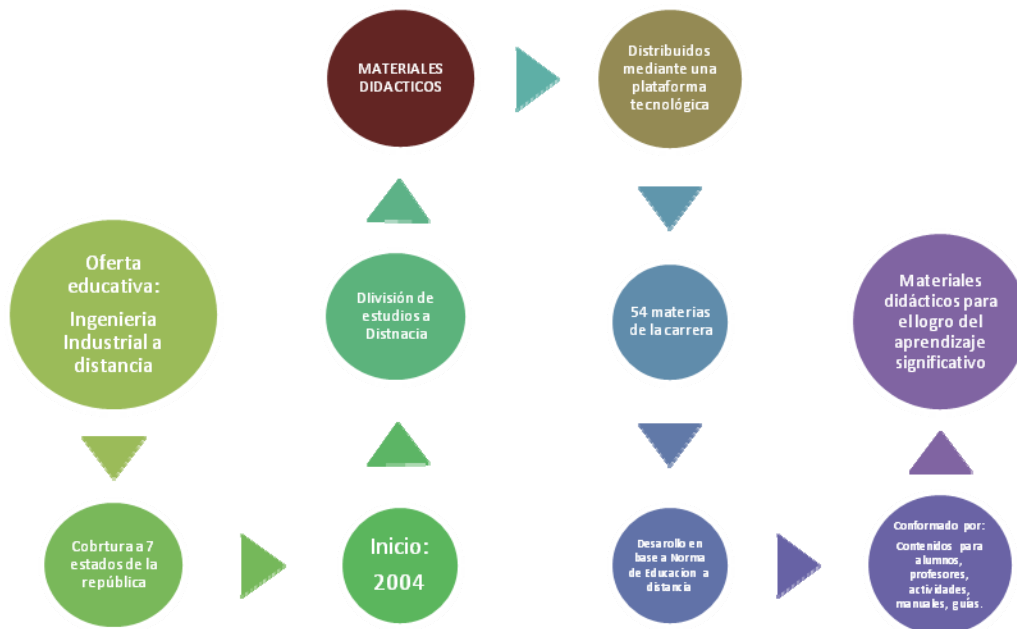 Oferta
educativa:
Ingenieria
Industrial a
distancia
Cobrtura a 7
estados de la
república
Inicio:
2004
DIivisión de
estudios a
Distnacia
MATERIALES
DIDACTICOS
Distribuidos
mediante una
plataforma
tecnológica
54 materias
de la carrera
Desarollo en
base a Norma
de Educacion a
distancia
Conformado por:
Contenidos para
alumnos,
profesores,
actividades,
manuales, guías.
Materiales
didácticos para
el logro del
aprendizaje
significativo